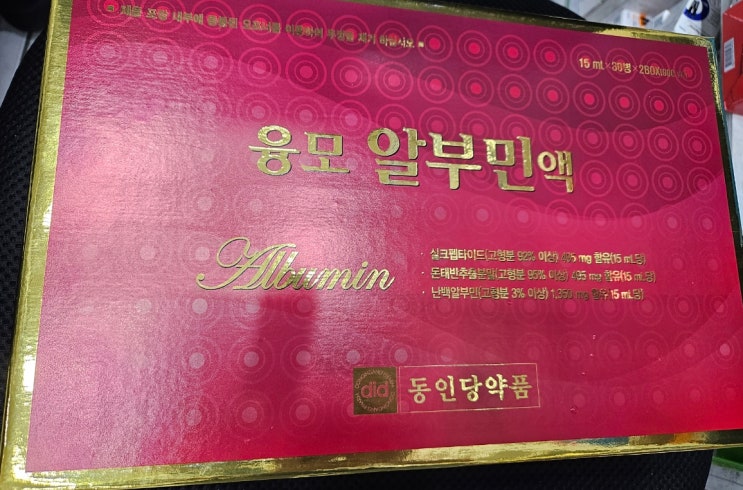 15 mL×30병×2BOX
융모 알부민액
Albumin
· 실크펩타이드(고형분 92% 이상) 495 mg 함유(15 mL당)
· 돈태반추출분말(고형분 95% 이상) 495 mg 함유(15 mL당)
· 난백알부민(고형분 3% 이상) 1,350 mg 함유(15 mL당)
did 동인당약품